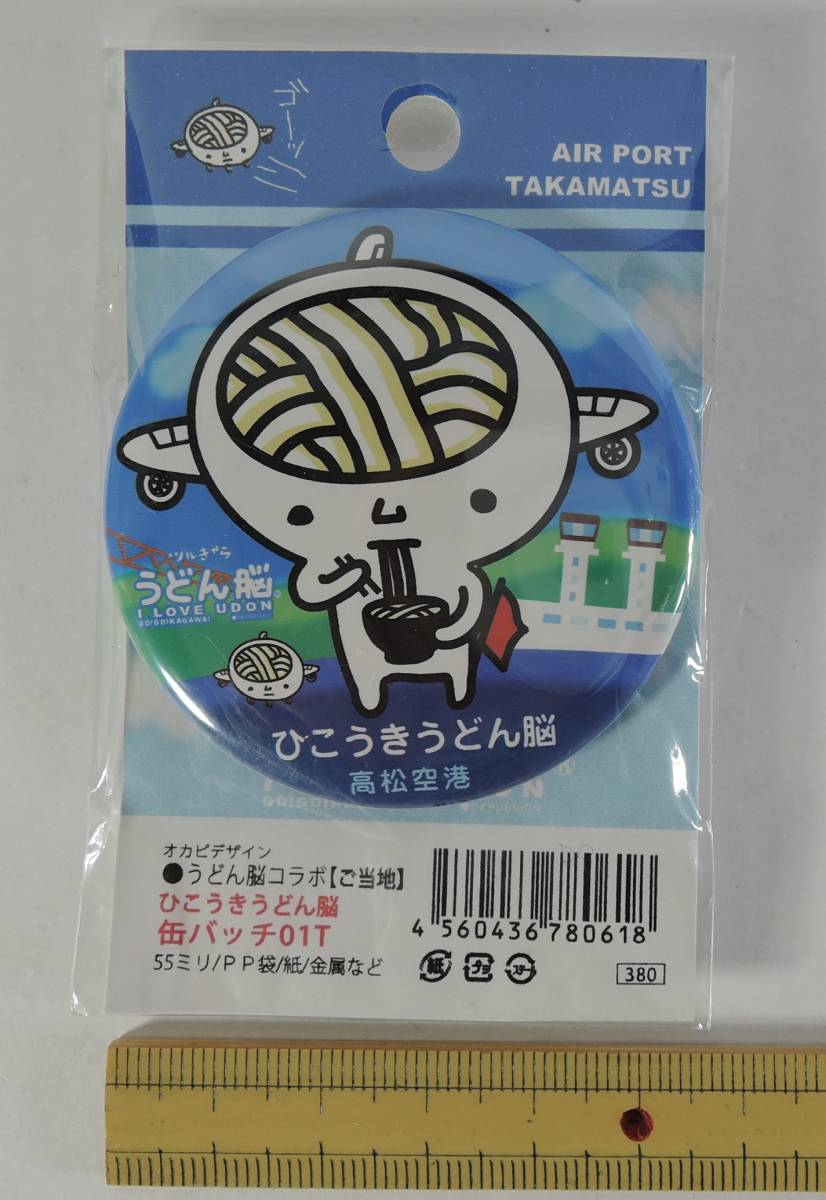 ゴーッ
AIR PORT
TAKAMATSU
ツルきゃら
うどん脳
I LOVE UDON
GO!GO!KAGAWA!
ひこうきうどん脳
高松空港
GO!GO!
オカピデザイン
●うどん脳コラボ【ご当地】
ひこうきうどん脳
缶バッチ01T
55ミリ/PP袋/紙/金属など
4 560436 780618
紙
380